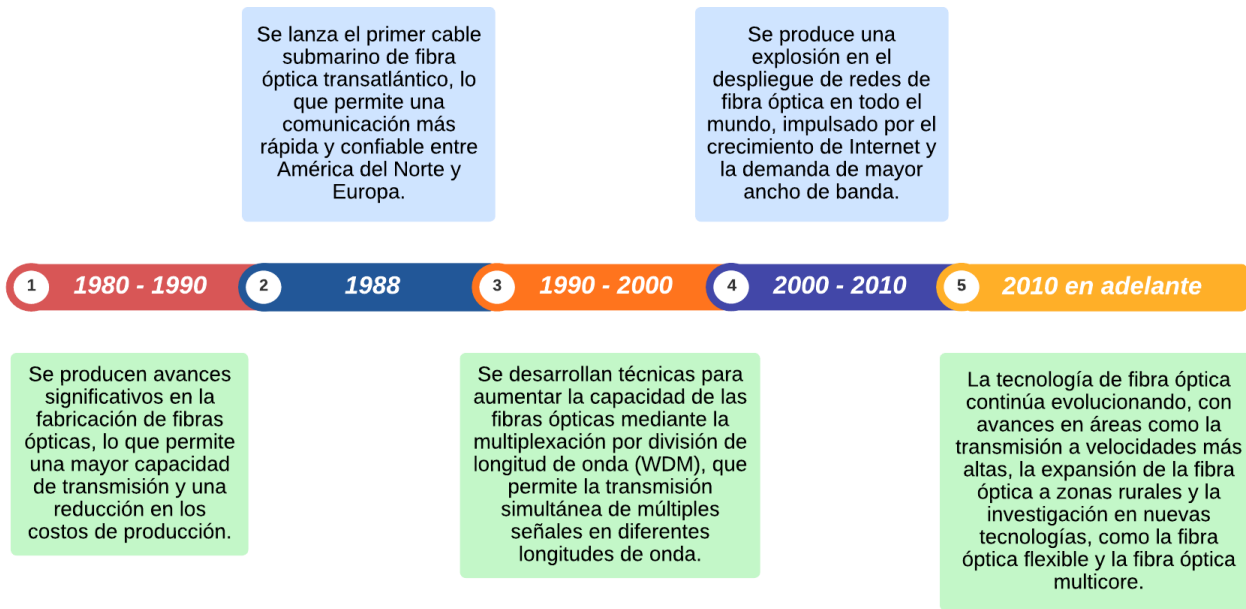 Se lanza el primer cable
submarino de fibra
óptica transatlántico, lo
que permite una
comunicación más
rápida y confiable entre
América del Norte y
Europa.
Se produce una
explosión en el
despliegue de redes de
fibra óptica en todo el
mundo, impulsado por el
crecimiento de Internet y
la demanda de mayor
ancho de banda.
1 1980 - 1990 2 1988 3 1990 - 2000 4 2000 - 2010 5 2010 en adelante
Se producen avances
significativos en la
fabricación de fibras
ópticas, lo que permite
una mayor capacidad
de transmisión y una
reducción en los
costos de producción.
Se desarrollan técnicas para
aumentar la capacidad de las
fibras ópticas mediante la
multiplexación por división de
longitud de onda (WDM), que
permite la transmisión
simultánea de múltiples
señales en diferentes
longitudes de onda.
La tecnología de fibra óptica
continúa evolucionando, con
avances en áreas como la
transmisión a velocidades más
altas, la expansión de la fibra
óptica a zonas rurales y la
investigación en nuevas
tecnologías, como la fibra
óptica flexible y la fibra óptica
multicore.